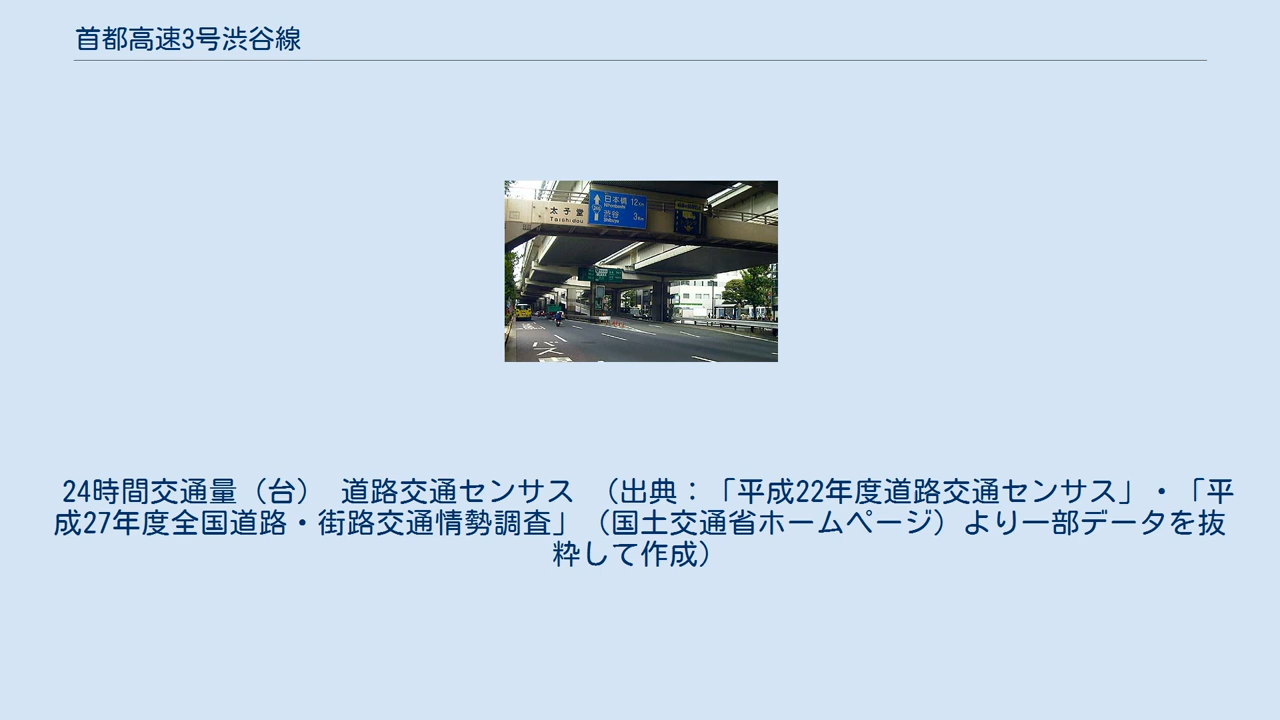 首都高速3号渋谷線
太子堂
Taishidou
日本橋 12Km
Nihonbashi
渋谷 3Km
Shibuya
バス
24時間交通量（台） 道路交通センサス （出典：「平成22年度道路交通センサス」・「平
成27年度全国道路・街路交通情勢調査」（国土交通省ホームページ）より一部データを抜
粋して作成）